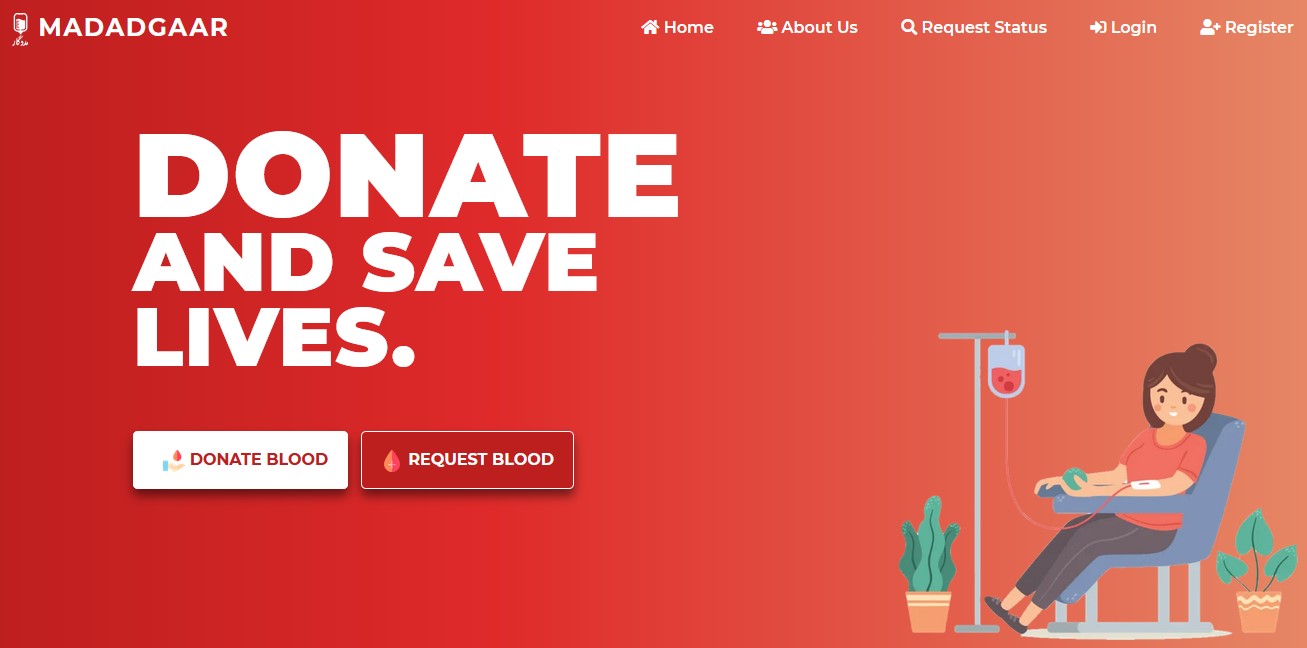 MADADGAAR
Home
About Us
Request Status
Login
Register
DONATE
AND SAVE
LIVES.
DONATE BLOOD
REQUEST BLOOD